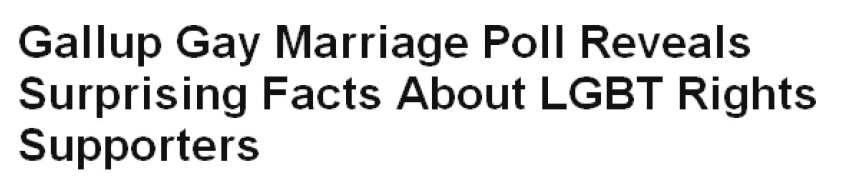 Gallup Gay Marriage Poll Reveals
Surprising Facts About LGBT Rights
Supporters